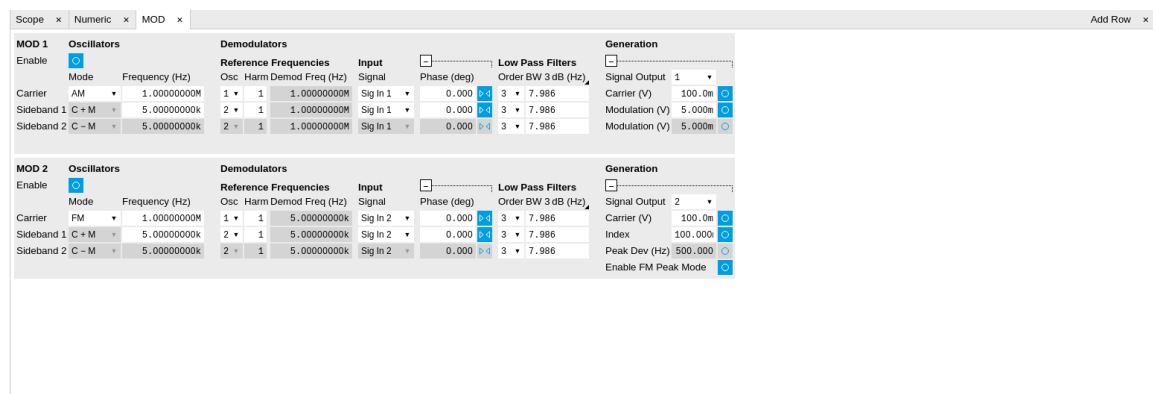 Scope × Numeric × MOD × Add Row ×
MOD 1 Oscillators Demodulators Generation
Enable Reference Frequencies Input Low Pass Filters
Mode Frequency (Hz) Osc Harm Demod Freq (Hz) Signal Phase (deg) Order BW 3 dB (Hz) Signal Output 1
Carrier AM 1.00000000M 1 1 1.00000000M Sig In 1 0.000 3 7.986 Carrier (V) 100.0m
Sideband 1 C + M 5.00000000k 2 1 1.00000000M Sig In 1 0.000 3 7.986 Modulation (V) 5.000m
Sideband 2 C − M 5.00000000k 2 1 1.00000000M Sig In 1 0.000 3 7.986 Modulation (V) 5.000m
MOD 2 Oscillators Demodulators Generation
Enable Reference Frequencies Input Low Pass Filters
Mode Frequency (Hz) Osc Harm Demod Freq (Hz) Signal Phase (deg) Order BW 3 dB (Hz) Signal Output 2
Carrier FM 1.00000000M 1 1 5.00000000k Sig In 2 0.000 3 7.986 Carrier (V) 100.0m
Sideband 1 C + M 5.00000000k 2 1 5.00000000k Sig In 2 0.000 3 7.986 Index 100.000
Sideband 2 C − M 5.00000000k 2 1 5.00000000k Sig In 2 0.000 3 7.986 Peak Dev (Hz) 500.000
Enable FM Peak Mode